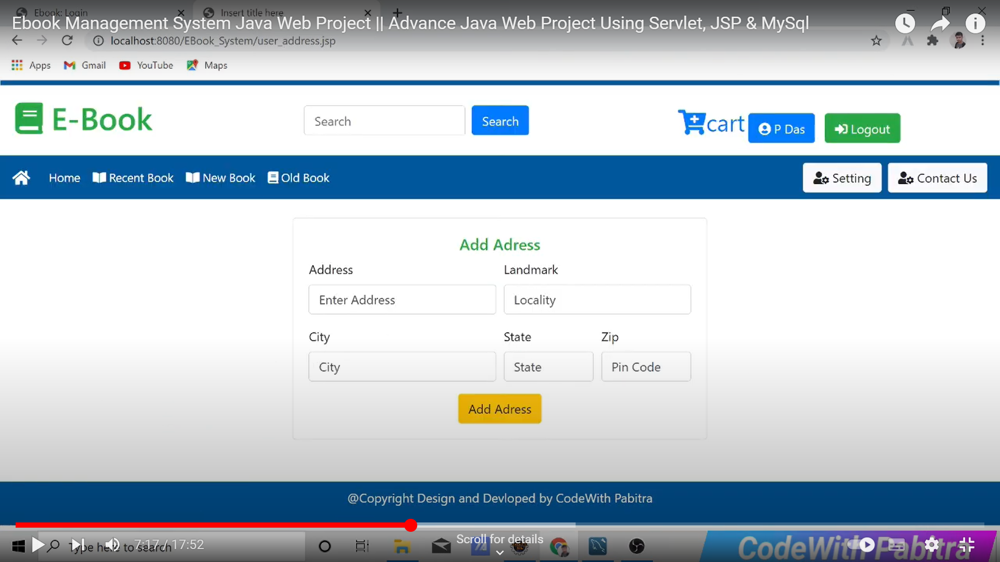 Ebook: Login
Insert title here
Ebook Management System Java Web Project || Advance Java Web Project Using Servlet, JSP & MySql
localhost:8080/EBook_System/user_address.jsp
Apps Gmail YouTube Maps
E-Book
Search
Search
cart
P Das
Logout
Home Recent Book New Book Old Book
Setting
Contact Us
Add Adress
Address Landmark
Enter Address Locality
City State Zip
City State Pin Code
Add Adress
@Copyright Design and Devloped by CodeWith Pabitra
Scroll for details
Type here to search
7:17 / 17:52
CodeWith Pabitra